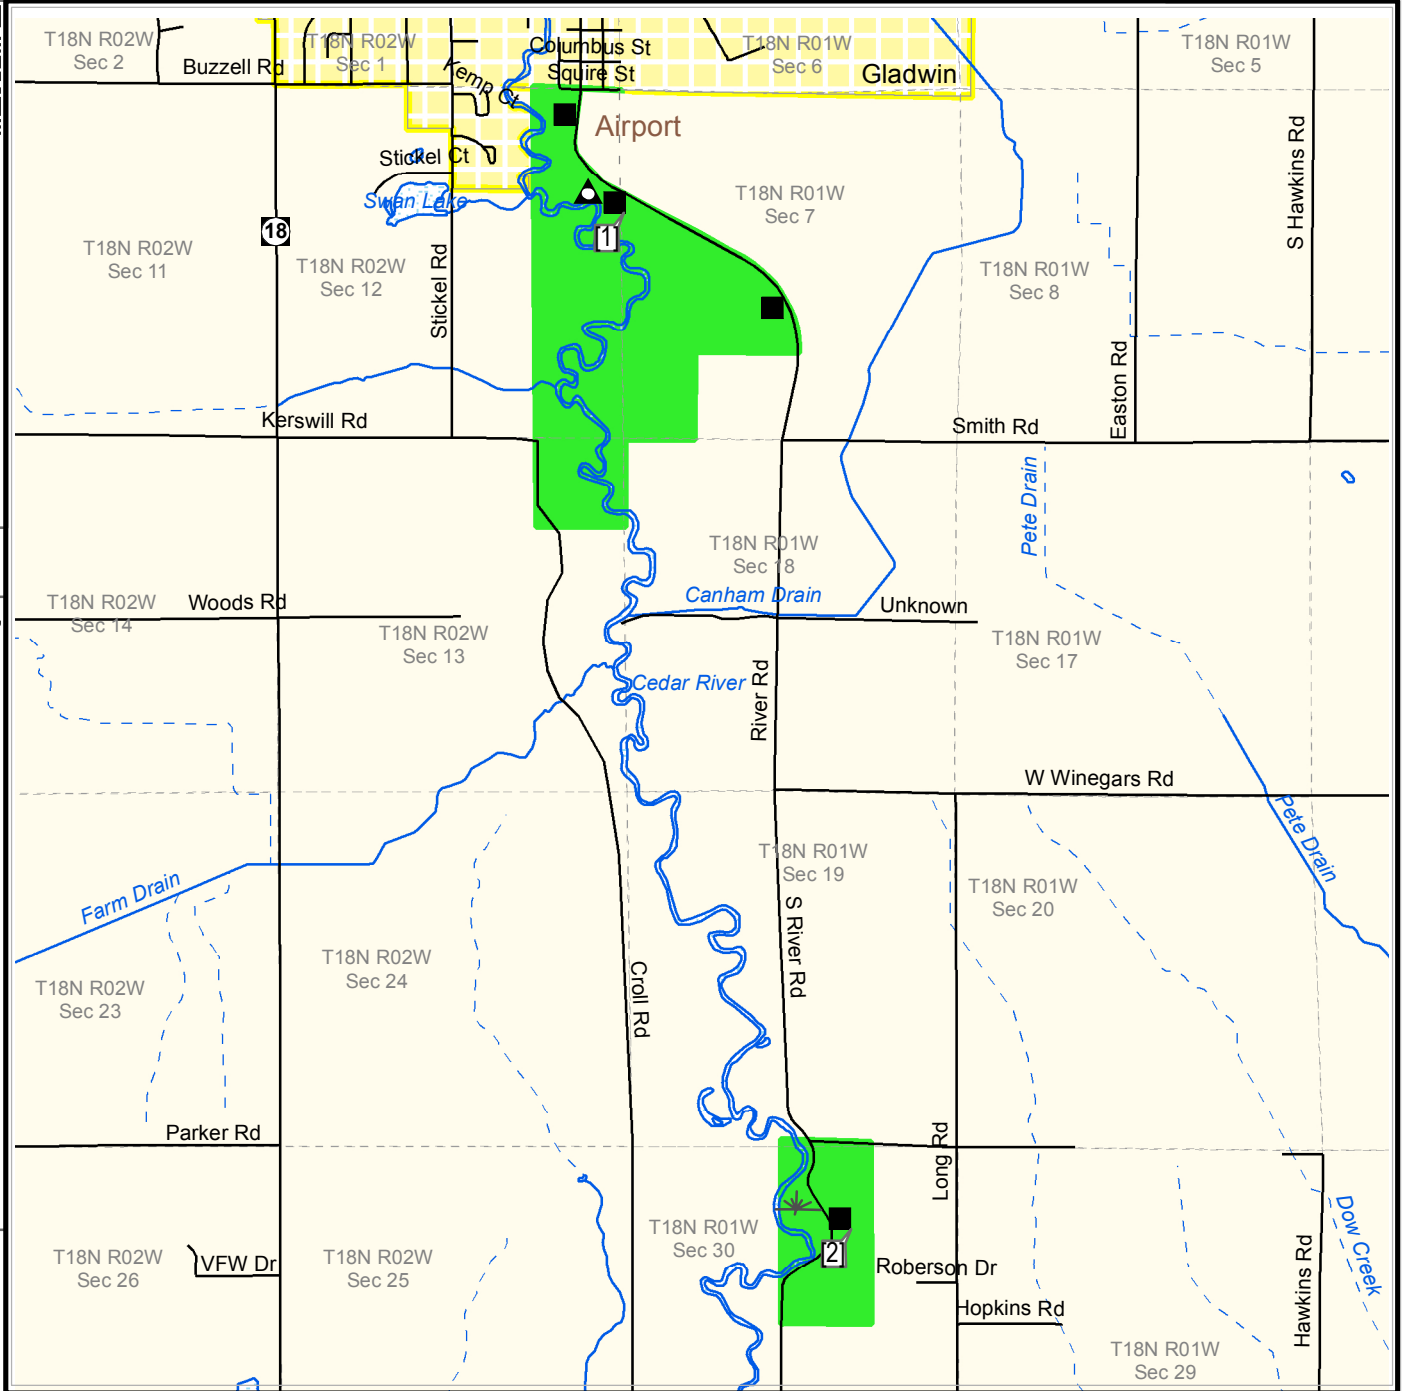 T18N R02W
Sec 2
T18N R02W
Sec 1
Columbus St
T18N R01W
Sec 6
T18N R01W
Sec 5
Buzzell Rd
Kemp Ct
Squire St
Gladwin
Airport
Stickel Ct
S Hawkins Rd
Swan Lake
T18N R01W
Sec 7
18
[1]
T18N R02W
Sec 11
T18N R02W
Sec 12
Stickel Rd
T18N R01W
Sec 8
Easton Rd
Kerswill Rd
Smith Rd
Pete Drain
T18N R01W
Sec 18
Canham Drain
Unknown
T18N R02W
Sec 14
Woods Rd
T18N R02W
Sec 13
T18N R01W
Sec 17
Cedar River
River Rd
W Winegars Rd
Pete Drain
T18N R01W
Sec 19
T18N R01W
Sec 20
Farm Drain
S River Rd
T18N R02W
Sec 24
T18N R02W
Sec 23
Croll Rd
Parker Rd
Long Rd
T18N R01W
Sec 30
[2]
Dow Creek
T18N R02W
Sec 26
VFW Dr
T18N R02W
Sec 25
Roberson Dr
Hopkins Rd
Hawkins Rd
T18N R01W
Sec 29